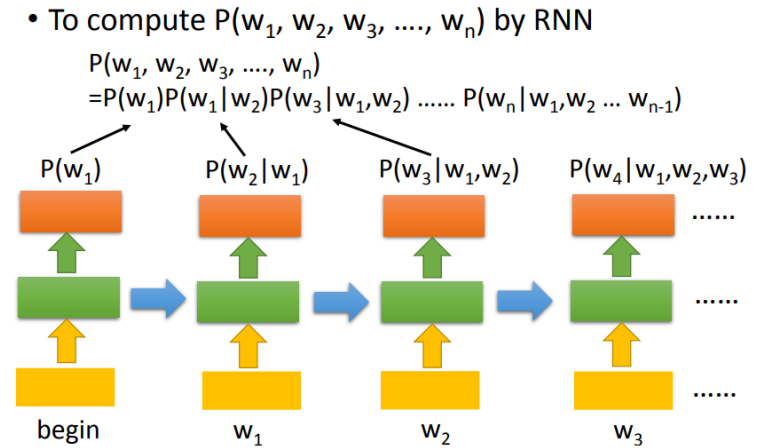 • To compute P(w₁, w₂, w₃, ...., wₙ) by RNN
P(w₁, w₂, w₃, ...., wₙ)
=P(w₁)P(w₁|w₂)P(w₃|w₁,w₂) ...... P(wₙ|w₁,w₂ ... wₙ₋₁)
P(w₁) P(w₂|w₁) P(w₃|w₁,w₂) P(w₄|w₁,w₂,w₃)
......
......
......
begin w₁ w₂ w₃